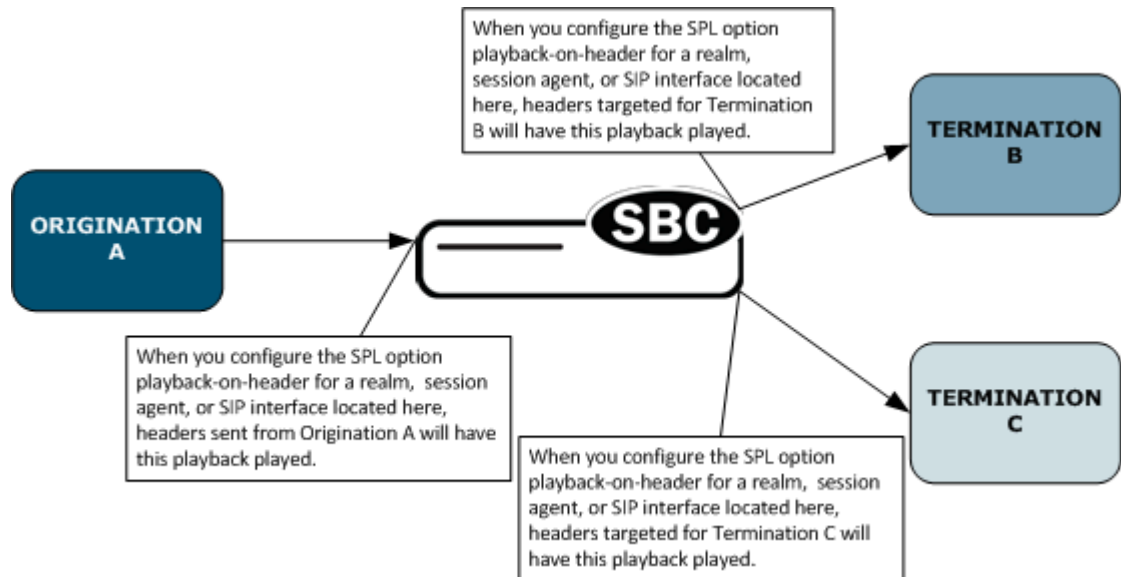 When you configure the SPL option
playback-on-header for a realm,
session agent, or SIP interface located
here, headers targeted for Termination
B will have this playback played.
TERMINATION
B
ORIGINATION
A
SBC
When you configure the SPL option
playback-on-header for a realm, session
agent, or SIP interface located here,
headers sent from Origination A will have
this playback played.
TERMINATION
C
When you configure the SPL option
playback-on-header for a realm, session
agent, or SIP interface located here,
headers targeted for Termination C will
have this playback played.